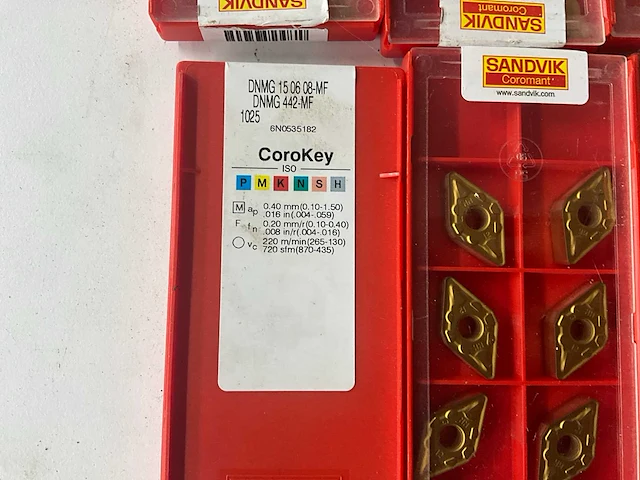 SANDVIK
SANDVIK
Coromant
DNMG 15 06 08-MF
DNMG 442-MF
1025
6N0535182
CoroKey
ISO
P M K N S H
M ap 0.40 mm(0.10-1.50)
.016 in(.004-.059)
F fn 0.20 mm/r(0.10-0.40)
.008 in/r(.004-.016)
vc 220 m/min(265-130)
720 sfm(870-435)
SANDVIK
Coromant
www.sandvik.com